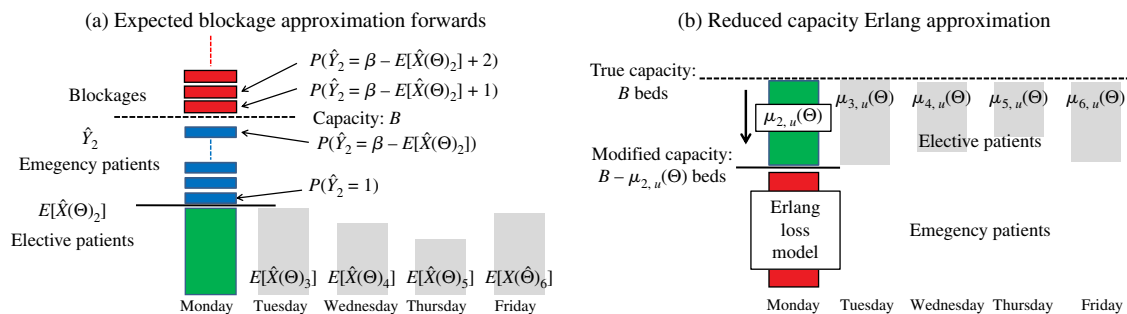 (a) Expected blockage approximation forwards
P(Ŷ₂ = β – E[X̂(Θ)₂] + 2)
P(Ŷ₂ = β – E[X̂(Θ)₂] + 1)
Blockages
Capacity: B
Ŷ₂
P(Ŷ₂ = β – E[X̂(Θ)₂])
Emegency patients
P(Ŷ₂ = 1)
E[X̂(Θ)₂]
Elective patients
E[X̂(Θ)₃] E[X̂(Θ)₄] E[X̂(Θ)₅] E[X(Θ̂)₆]
Monday Tuesday Wednesday Thursday Friday
(b) Reduced capacity Erlang approximation
True capacity:
B beds
μ₃, ᵤ(Θ) μ₄, ᵤ(Θ) μ₅, ᵤ(Θ) μ₆, ᵤ(Θ)
μ₂, ᵤ(Θ)
Elective patients
Modified capacity:
B – μ₂, ᵤ(Θ) beds
Erlang
loss
model
Emegency patients
Monday Tuesday Wednesday Thursday Friday